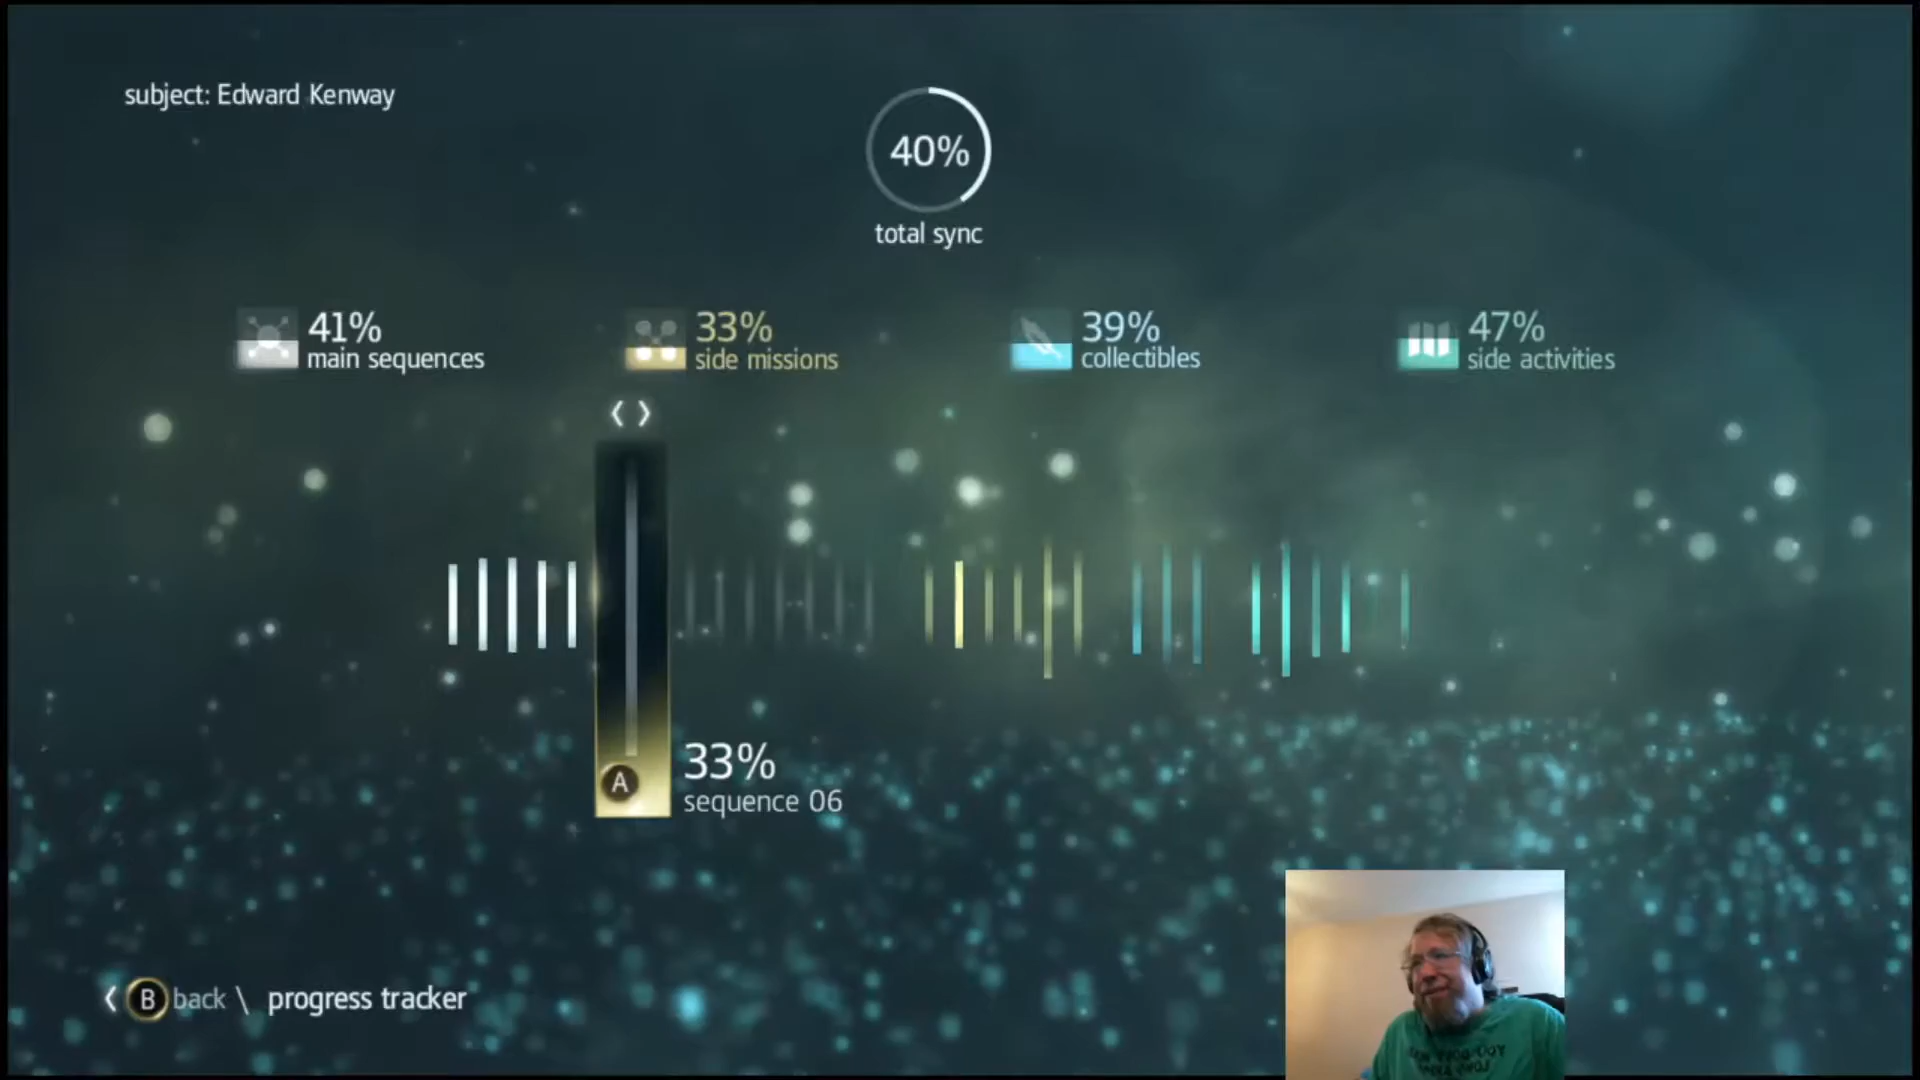 subject: Edward Kenway
40%
total sync
41%
main sequences
33%
side missions
39%
collectibles
47%
side activities
A
33%
sequence 06
B back \ progress tracker